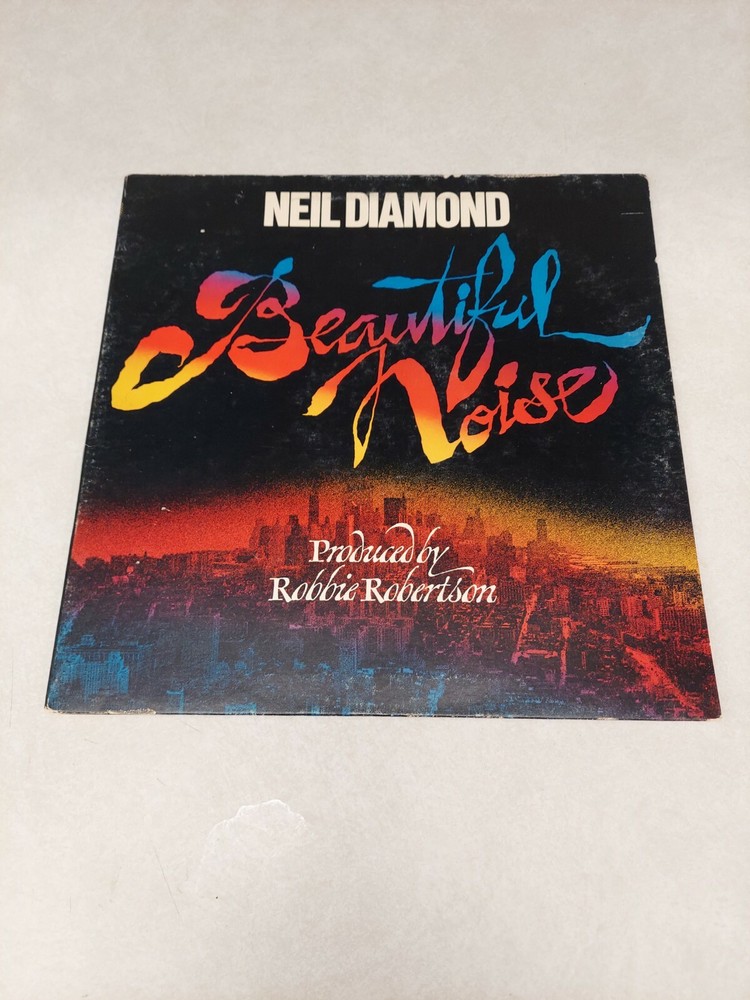 NEIL DIAMOND
Beautiful
Noise
Produced by
Robbie Robertson